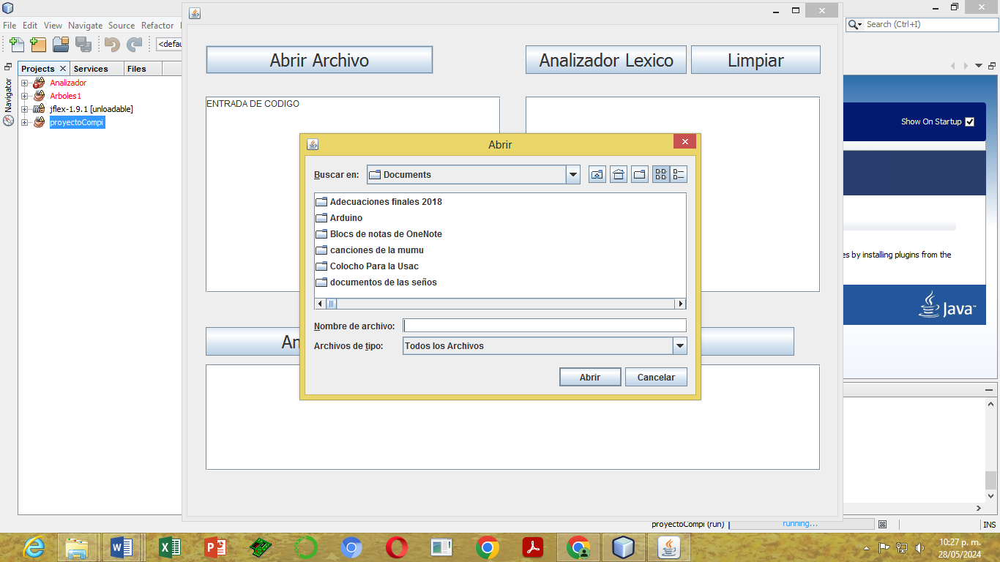 File Edit View Navigate Source Refactor
Search (Ctrl+I)
<defau
Projects Services Files
Navigator
Analizador
Arboles1
jflex-1.9.1 [unloadable]
proyectoCompi
Abrir Archivo
Analizador Lexico
Limpiar
ENTRADA DE CODIGO
Show On Startup
es by installing plugins from the
Java
Abrir
Buscar en: Documents
Adecuaciones finales 2018
Arduino
Blocs de notas de OneNote
canciones de la mumu
Colocho Para la Usac
documentos de las seños
Nombre de archivo:
Archivos de tipo: Todos los Archivos
Abrir Cancelar
An
proyectoCompi (run) running...
INS
10:27 p. m.
28/05/2024